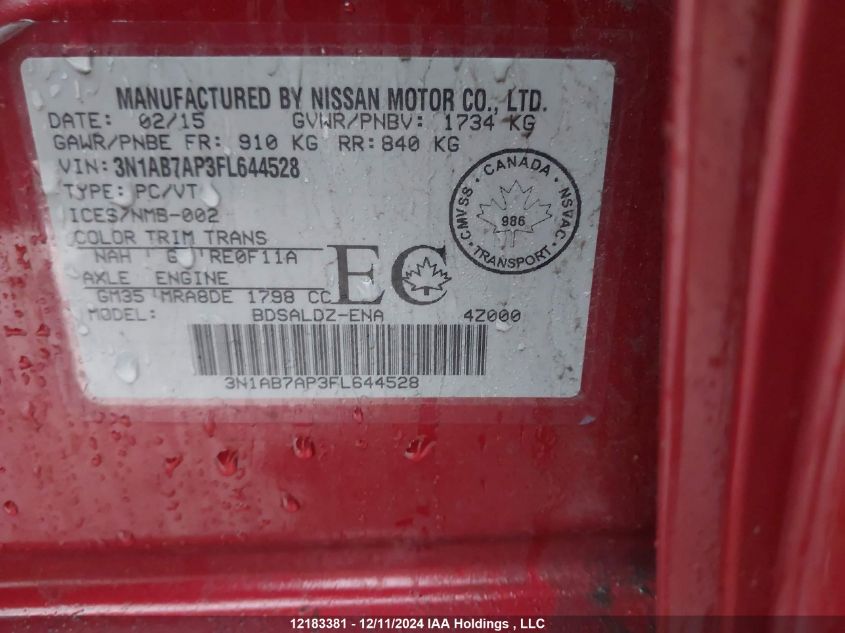 MANUFACTURED BY NISSAN MOTOR CO., LTD.
DATE: 02/15 GVWR/PNBV: 1734 KG
GAWR/PNBE FR: 910 KG RR: 840 KG
VIN: 3N1AB7AP3FL644528
TYPE: PC/VT
ICES/NMB-002
COLOR TRIM TRANS
NAH G RE0F11A
AXLE ENGINE
GM35 MRA8DE 1798 CC
EC
CMVSS · CANADA · NSVAC
986
TRANSPORT
MODEL: BDSALDZ-ENA 4Z000
3N1AB7AP3FL644528
12183381 - 12/11/2024 IAA Holdings , LLC